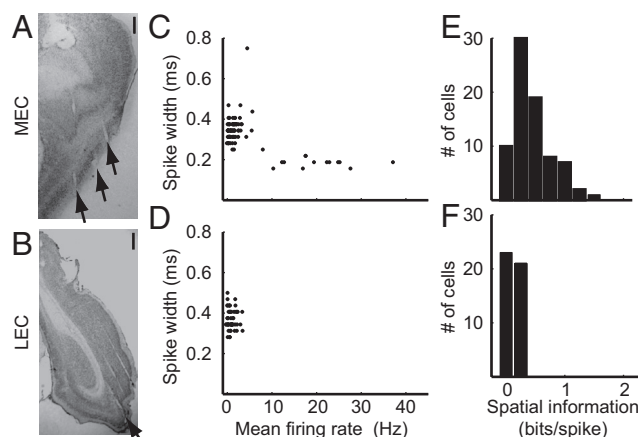 A
MEC
B
LEC
C
Spike width (ms)
0.8
0.6
0.4
0.2
D
Spike width (ms)
0.8
0.6
0.4
0.2
0 10 20 30 40
Mean firing rate (Hz)
E
# of cells
30
20
10
F
# of cells
30
20
10
0 1 2
Spatial information
(bits/spike)